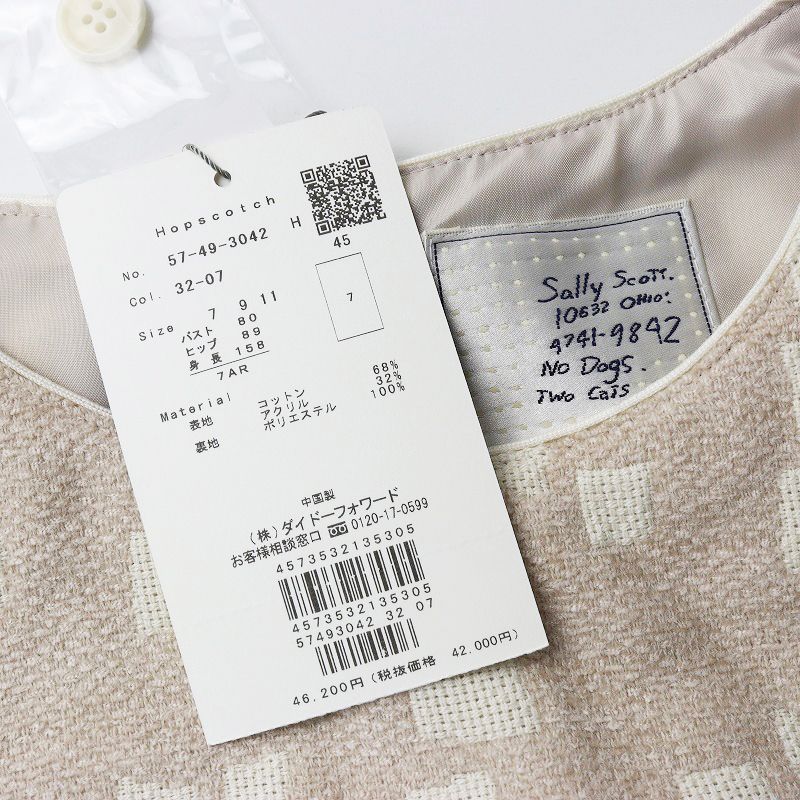 Hopscotch
No. 57-49-3042 H
Col. 32-07 45
Size 7 9 11
バスト 80
ヒップ 89
身長 158
7AR
7
Material
表地 コットン 68%
アクリル 32%
裏地 ポリエステル 100%
中国製
(株)ダイドーフォワード
お客様相談窓口 0120-17-0599
4573532135305
4573532135305
57493042 32 07
46,200円(税抜価格 42,000円)
Sally Scott.
10632 Ohio:
4741-9842
No Dogs.
Two Cats